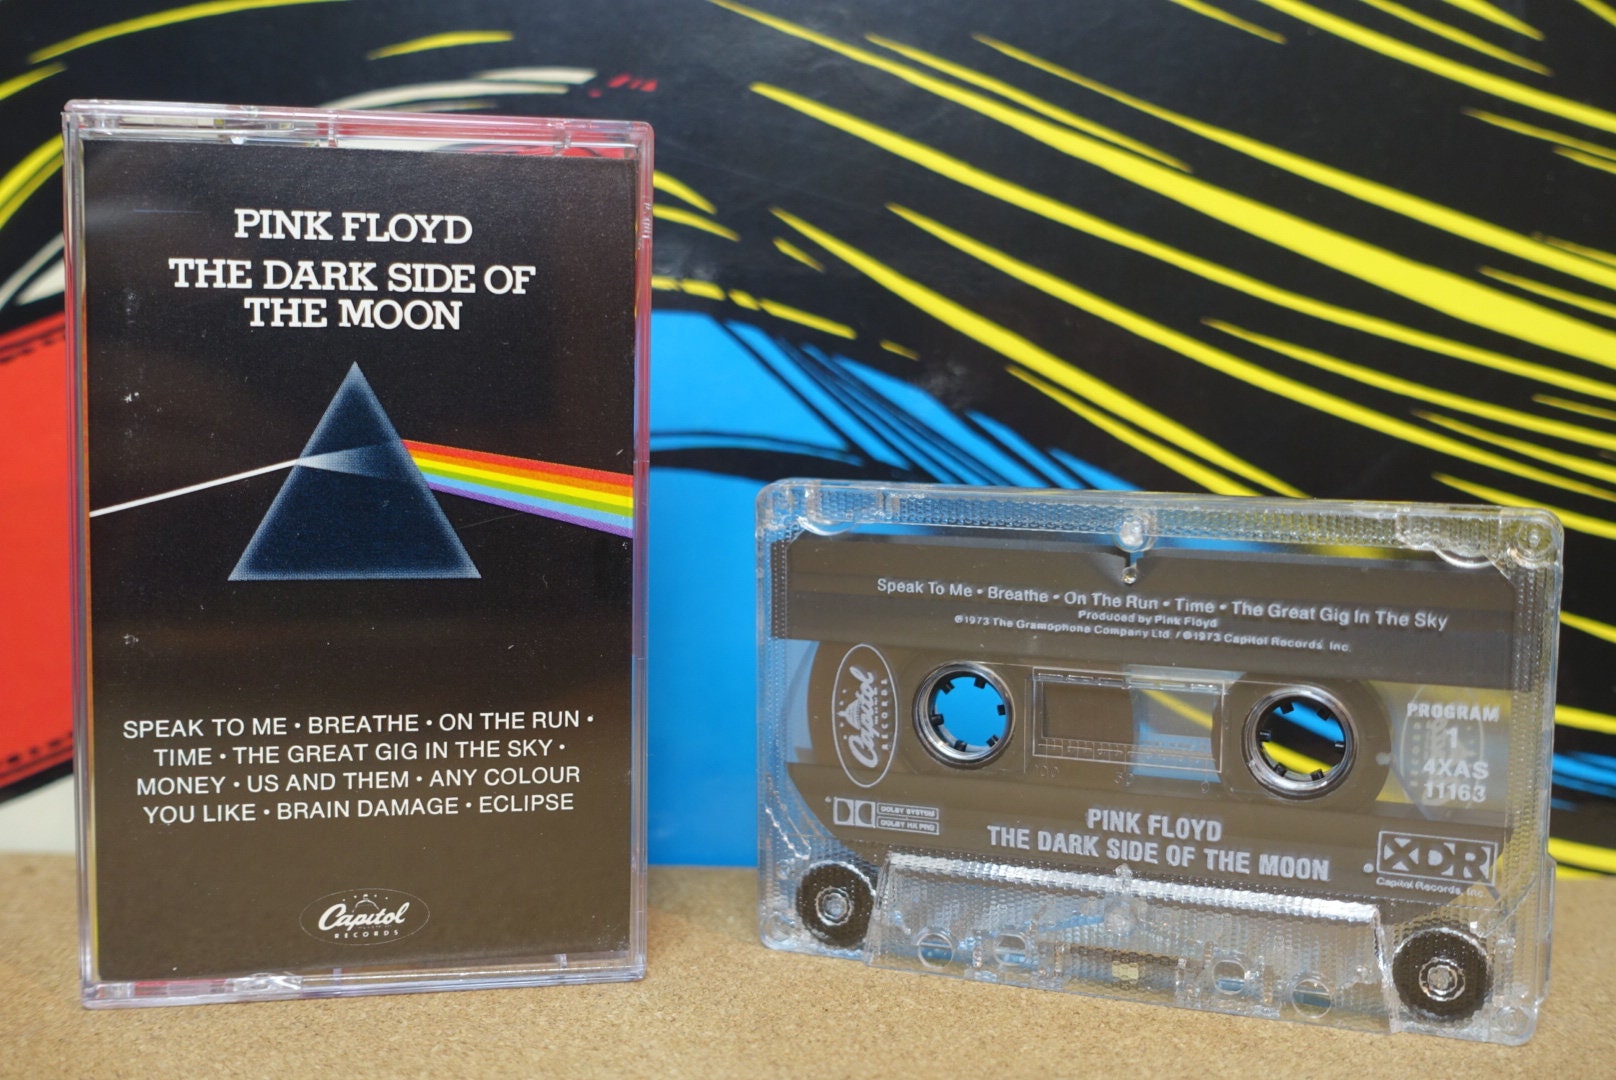 PINK FLOYD
THE DARK SIDE OF
THE MOON
SPEAK TO ME • BREATHE • ON THE RUN •
TIME • THE GREAT GIG IN THE SKY •
MONEY • US AND THEM • ANY COLOUR
YOU LIKE • BRAIN DAMAGE • ECLIPSE
Capitol
RECORDS
Speak To Me • Breathe • On The Run • Time • The Great Gig In The Sky
Produced by Pink Floyd
℗1973 The Gramophone Company Ltd. / ©1973 Capitol Records, Inc.
Capitol
RECORDS
PROGRAM
1
4XAS
11163
DOLBY SYSTEM
DOLBY HX PRO
PINK FLOYD
THE DARK SIDE OF THE MOON
XDR
Capitol Records, Inc.